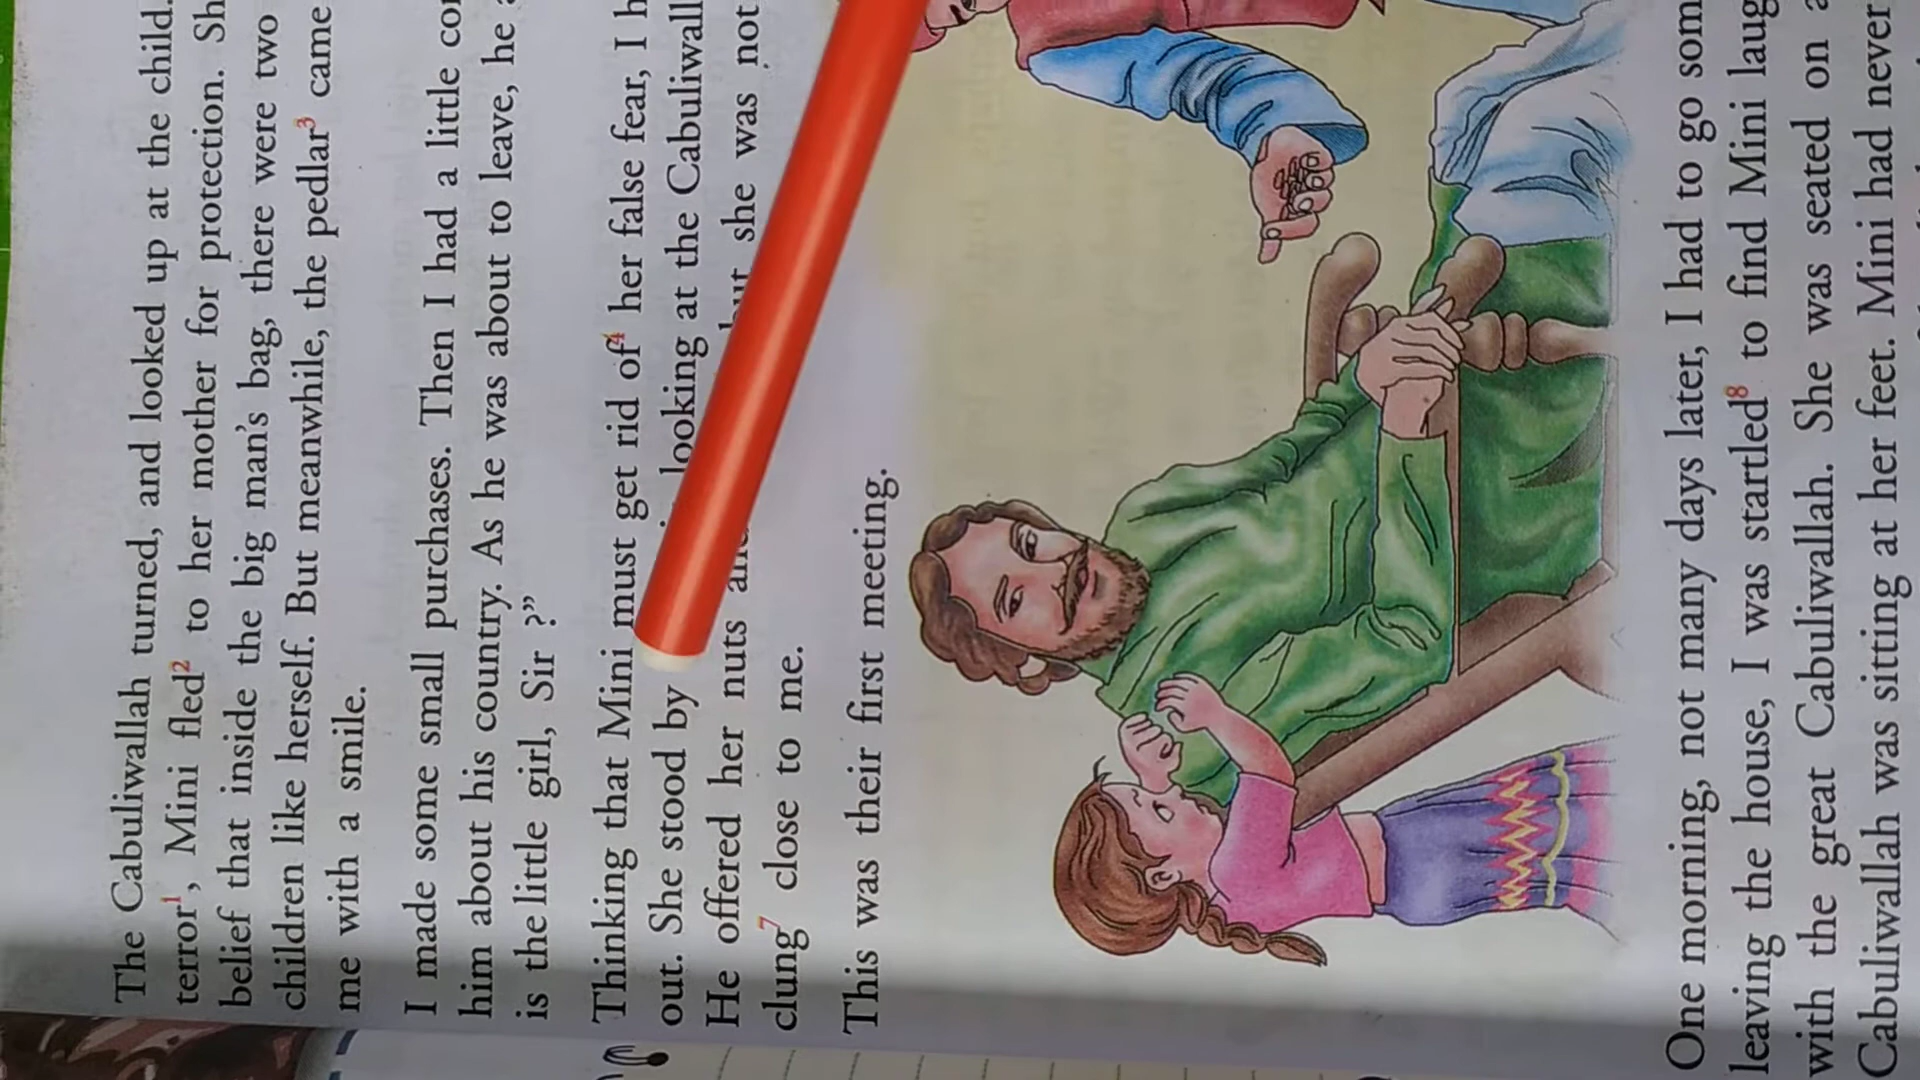 The Cabuliwallah turned, and looked up at the child.
terror1, Mini fled2 to her mother for protection. Sh
belief that inside the big man's bag, there were two
children like herself. But meanwhile, the pedlar3 came
me with a smile.
I made some small purchases. Then I had a little con
him about his country. As he was about to leave, he a
is the little girl, Sir ?"
Thinking that Mini must get rid of4 her false fear, I h
out. She stood by looking at the Cabuliwall
He offered her nuts she was not
clung7 close to me.
This was their first meeting.
One morning, not many days later, I had to go som
leaving the house, I was startled8 to find Mini laug
with the great Cabuliwallah. She was seated on a
Cabuliwallah was sitting at her feet. Mini had never